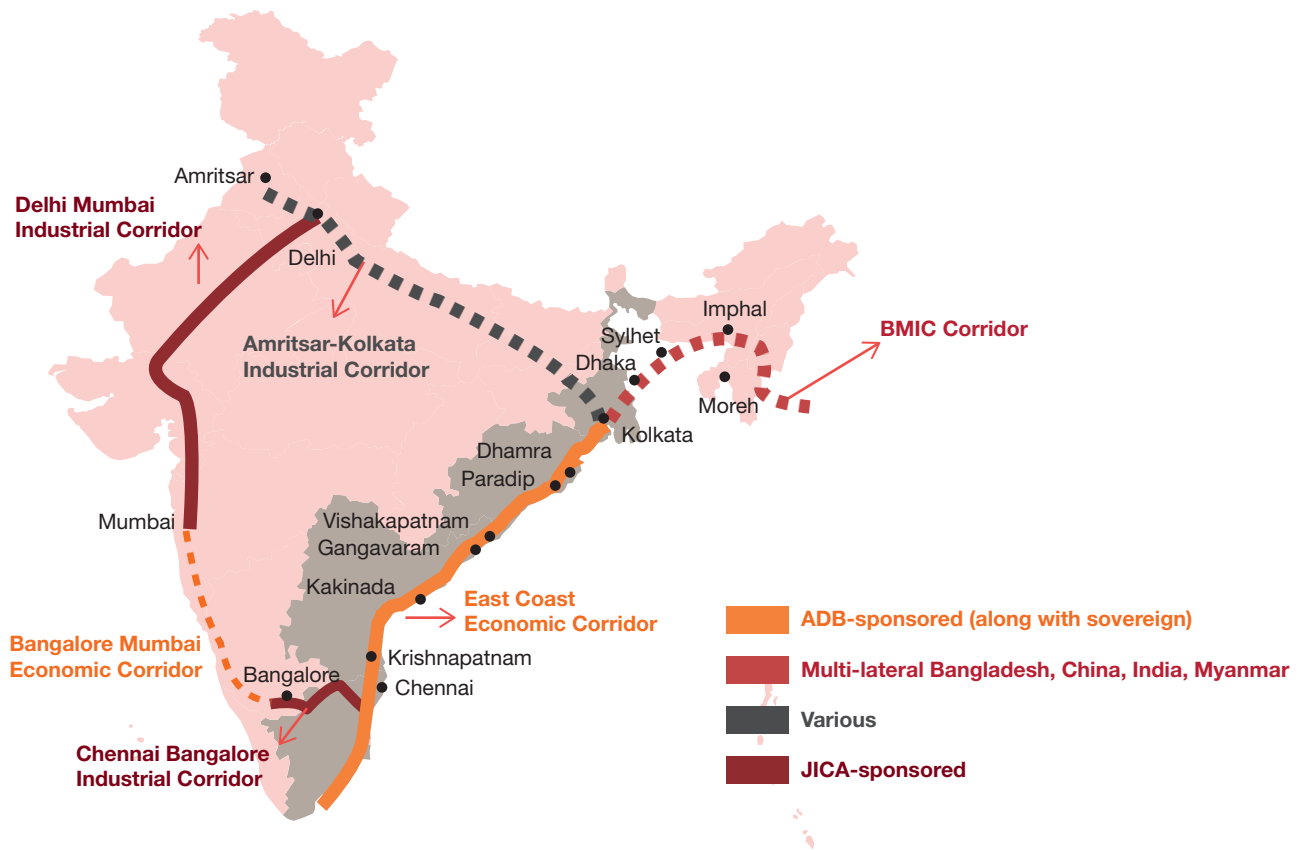 Amritsar
Delhi Mumbai
Industrial Corridor
Delhi
Amritsar-Kolkata
Industrial Corridor
Imphal
Sylhet
Dhaka
BMIC Corridor
Moreh
Kolkata
Dhamra
Paradip
Mumbai
Vishakapatnam
Gangavaram
Kakinada
East Coast
Economic Corridor
Bangalore Mumbai
Economic Corridor
Bangalore
Krishnapatnam
Chennai
Chennai Bangalore
Industrial Corridor
ADB-sponsored (along with sovereign)
Multi-lateral Bangladesh, China, India, Myanmar
Various
JICA-sponsored